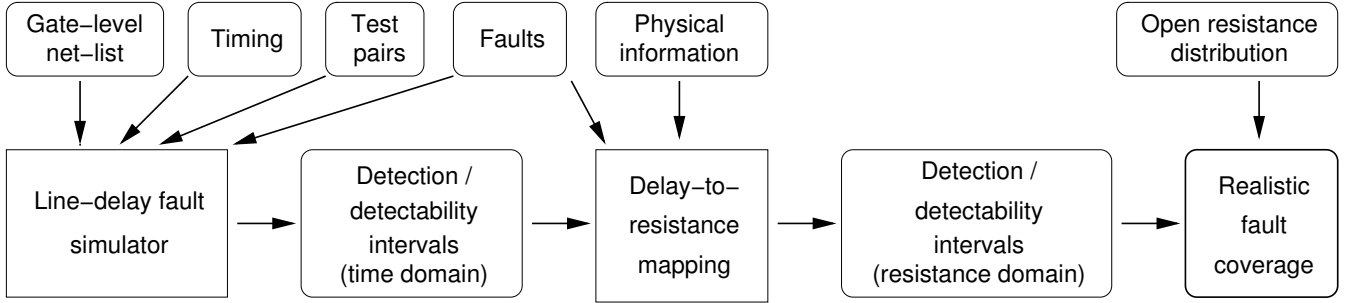 Gate−level
net−list
Timing
Test
pairs
Faults
Physical
information
Open resistance
distribution
Line−delay fault
simulator
Detection /
detectability
intervals
(time domain)
Delay−to−
resistance
mapping
Detection /
detectability
intervals
(resistance domain)
Realistic
fault
coverage